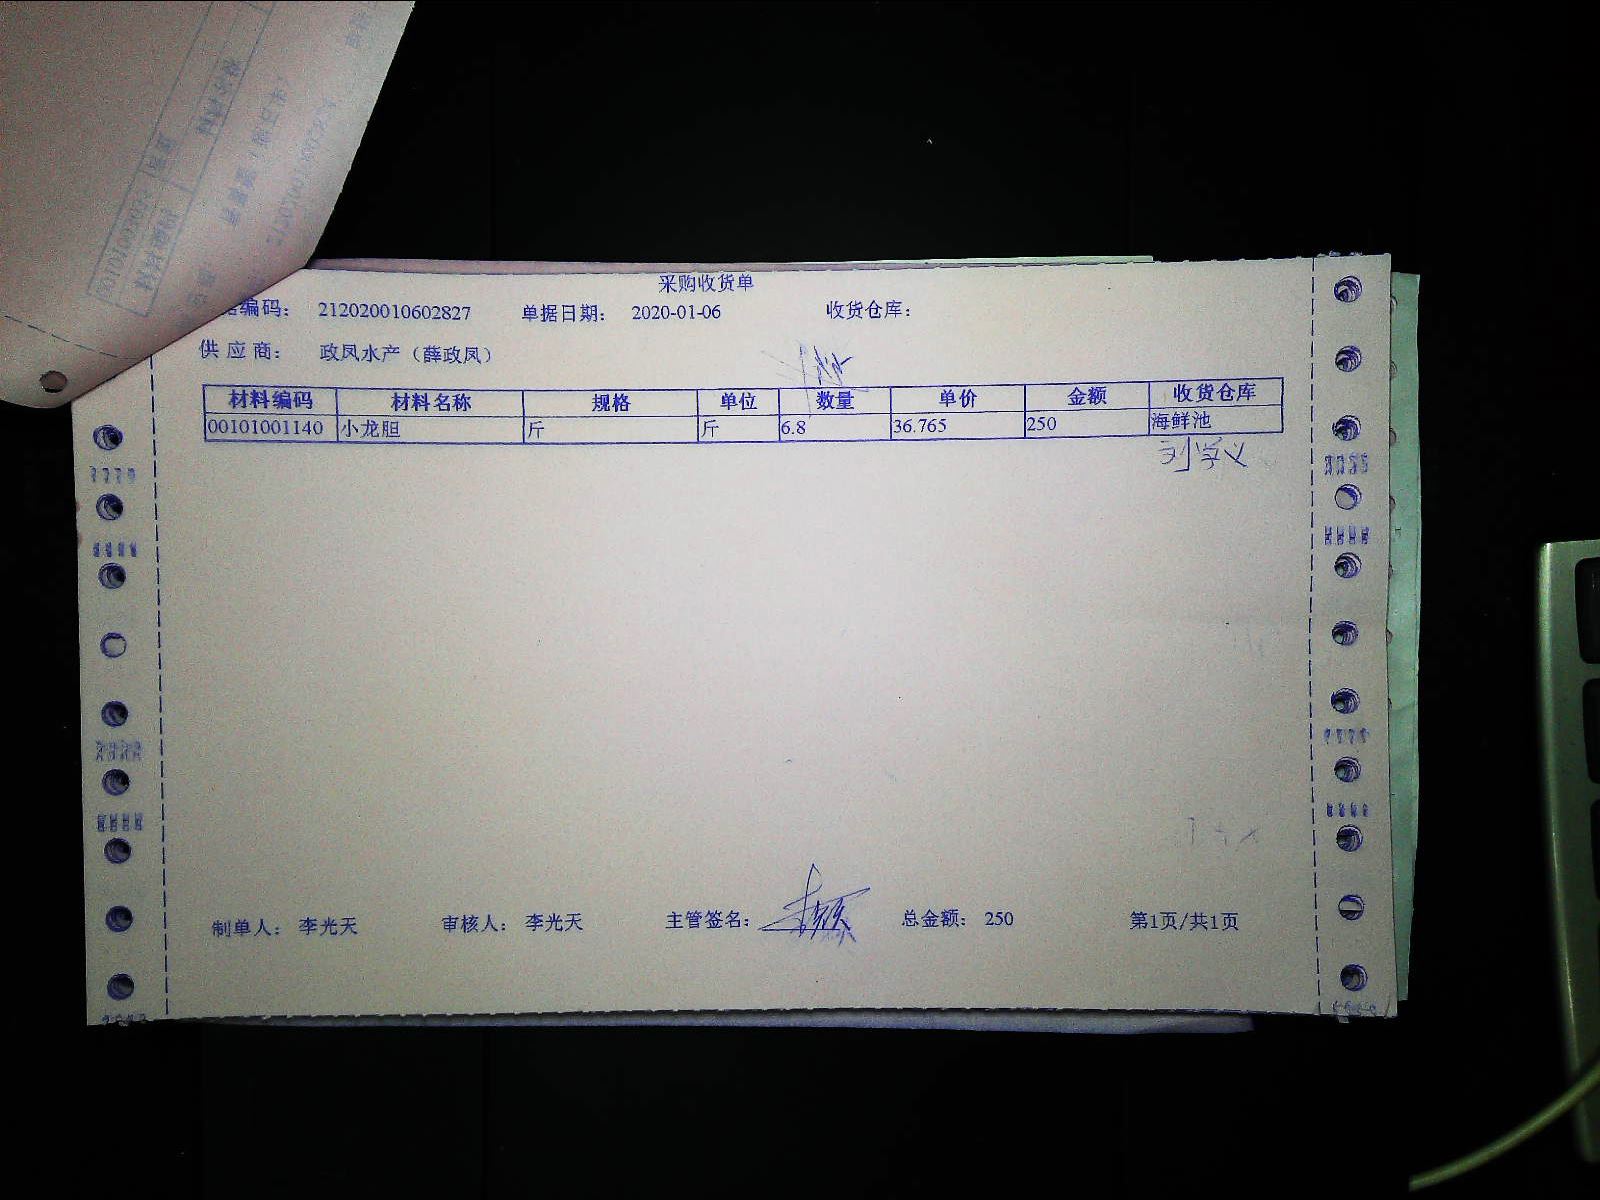 采购收货单
编码： 212020010602827 单据日期： 2020-01-06 收货仓库：
供应商： 政凤水产（薛政凤）
材料编码 材料名称 规格 单位 数量 单价 金额 收货仓库
00101001140 小龙胆 斤 斤 6.8 36.765 250 海鲜池
刘学义
制单人： 李光天 审核人： 李光天 主管签名： 总金额： 250 第1页/共1页